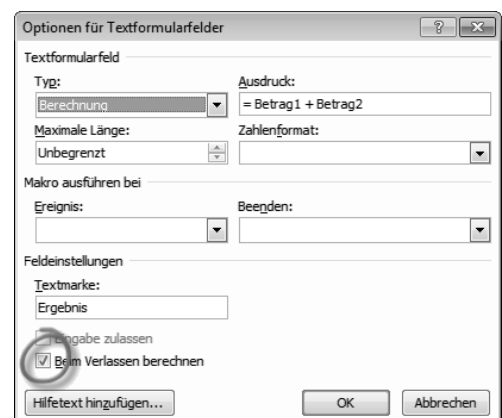 Optionen für Textformularfelder
Textformularfeld
Typ: Ausdruck:
Berechnung = Betrag1 + Betrag2
Maximale Länge: Zahlenformat:
Unbegrenzt
Makro ausführen bei
Ereignis: Beenden:
Feldeinstellungen
Textmarke:
Ergebnis
Eingabe zulassen
Beim Verlassen berechnen
Hilfetext hinzufügen... OK Abbrechen